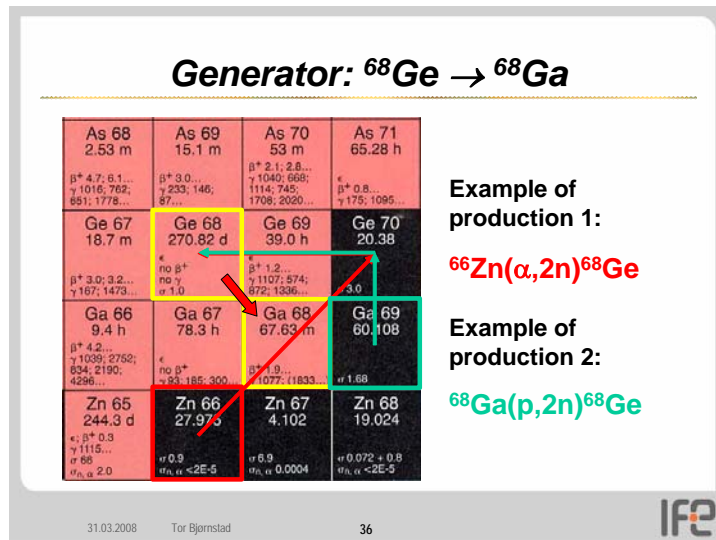 Generator: ⁶⁸Ge → ⁶⁸Ga
As 68
2.53 m
β⁺ 4.7; 6.1...
γ 1016; 762;
651; 1778...
As 69
15.1 m
β⁺ 3.0...
γ 233; 146;
87...
As 70
53 m
β⁺ 2.1; 2.8...
γ 1040; 668;
1114; 745;
1708; 2020...
As 71
65.28 h
ε
β⁺ 0.8...
γ 175; 1095...
Ge 67
18.7 m
β⁺ 3.0; 3.2...
γ 167; 1473...
Ge 68
270.82 d
ε
no β⁺
no γ
σ 1.0
Ge 69
39.0 h
ε
β⁺ 1.2...
γ 1107; 574;
872; 1336...
Ge 70
20.38
σ 3.0
Ga 66
9.4 h
β⁺ 4.2...
γ 1039; 2752;
834; 2190;
4296...
Ga 67
78.3 h
ε
no β⁺
γ 93; 185; 300...
Ga 68
67.63 m
β⁺ 1.9...
γ 1077; (1833...)
Ga 69
60.108
σ 1.68
Zn 65
244.3 d
ε; β⁺ 0.3
γ 1115...
σ 66
σn, α 2.0
Zn 66
27.975
σ 0.9
σn, α <2E-5
Zn 67
4.102
σ 6.9
σn, α 0.0004
Zn 68
19.024
σ 0.072 + 0.8
σn, α <2E-5
Example of
production 1:
⁶⁶Zn(α,2n)⁶⁸Ge
Example of
production 2:
⁶⁸Ga(p,2n)⁶⁸Ge
31.03.2008 Tor Bjørnstad 36
IFE